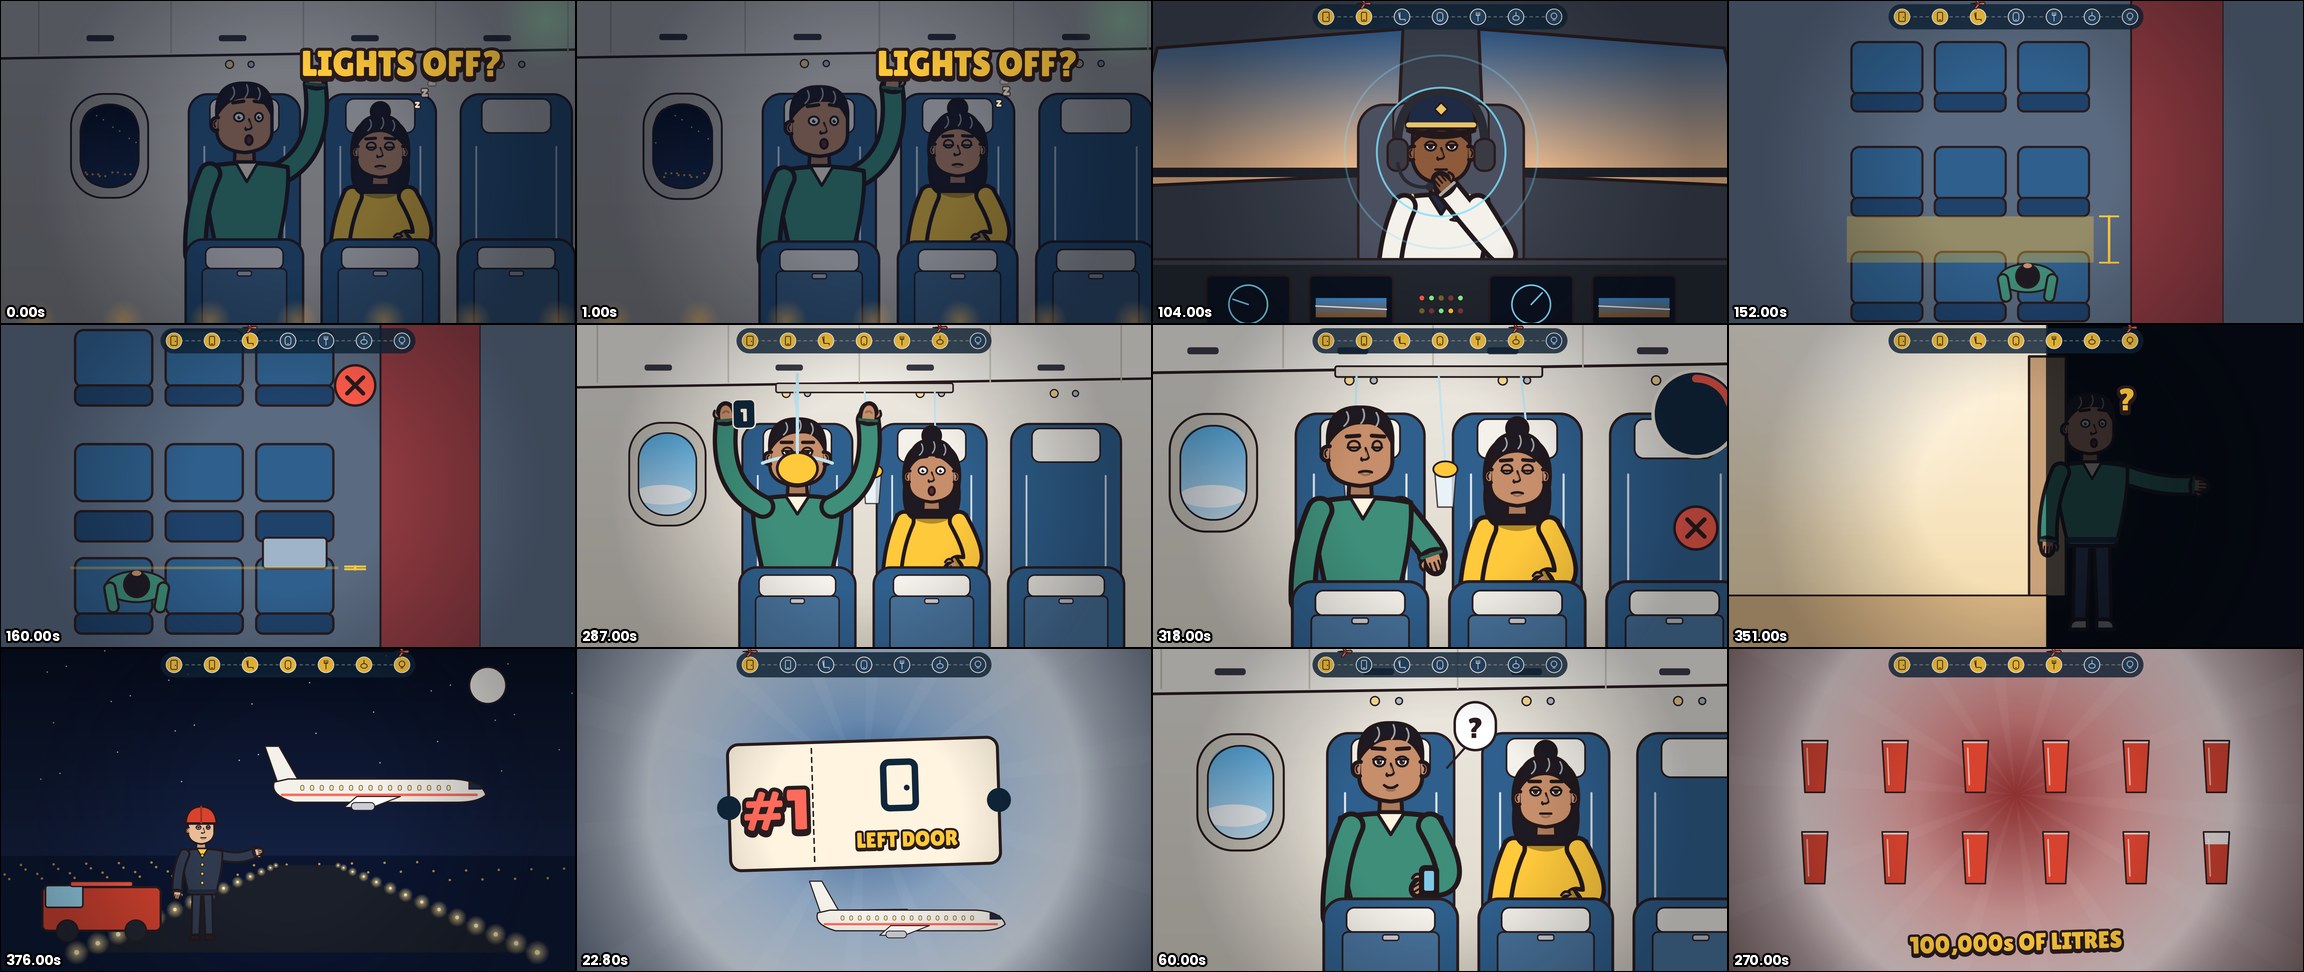 LIGHTS OFF?
z
z
0.00s
LIGHTS OFF?
z
z
1.00s
104.00s
152.00s
160.00s
1
287.00s
318.00s
?
351.00s
376.00s
#1
LEFT DOOR
22.80s
?
60.00s
100,000s OF LITRES
270.00s